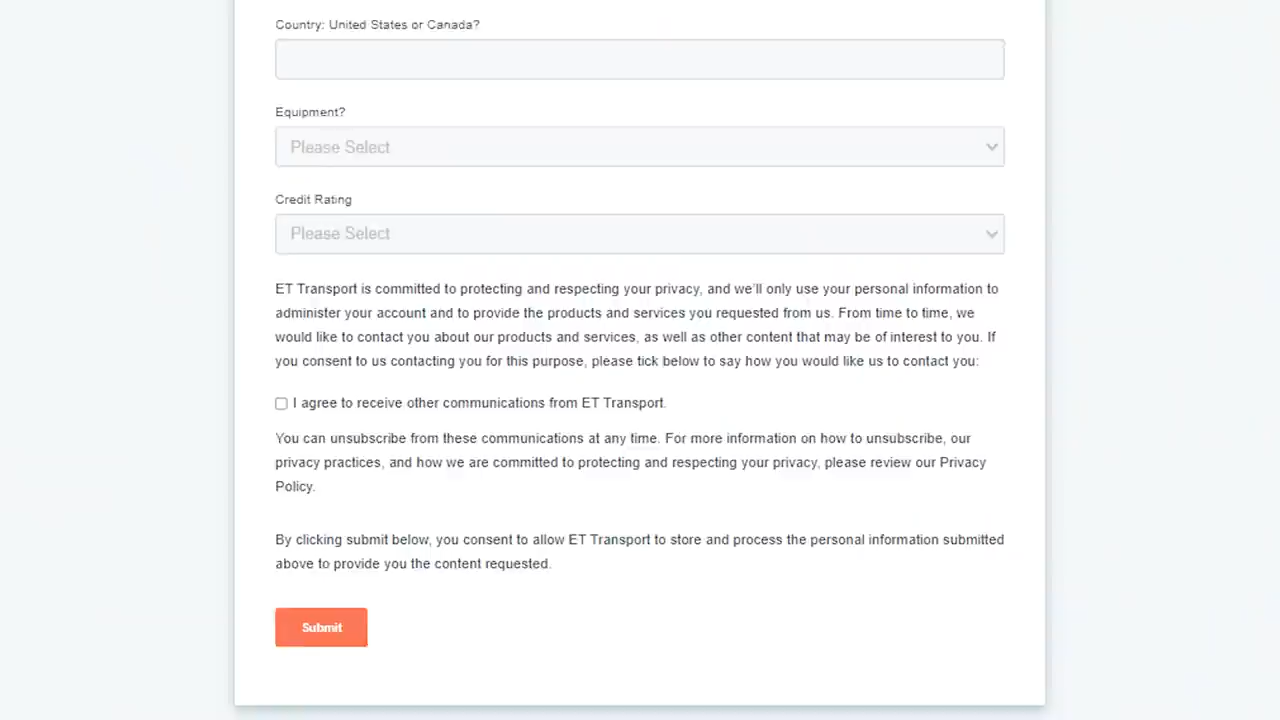 Country: United States or Canada?
Equipment?
Please Select
Credit Rating
Please Select
ET Transport is committed to protecting and respecting your privacy, and we'll only use your personal information to
administer your account and to provide the products and services you requested from us. From time to time, we
would like to contact you about our products and services, as well as other content that may be of interest to you. If
you consent to us contacting you for this purpose, please tick below to say how you would like us to contact you:
I agree to receive other communications from ET Transport.
You can unsubscribe from these communications at any time. For more information on how to unsubscribe, our
privacy practices, and how we are committed to protecting and respecting your privacy, please review our Privacy
Policy.
By clicking submit below, you consent to allow ET Transport to store and process the personal information submitted
above to provide you the content requested.
Submit